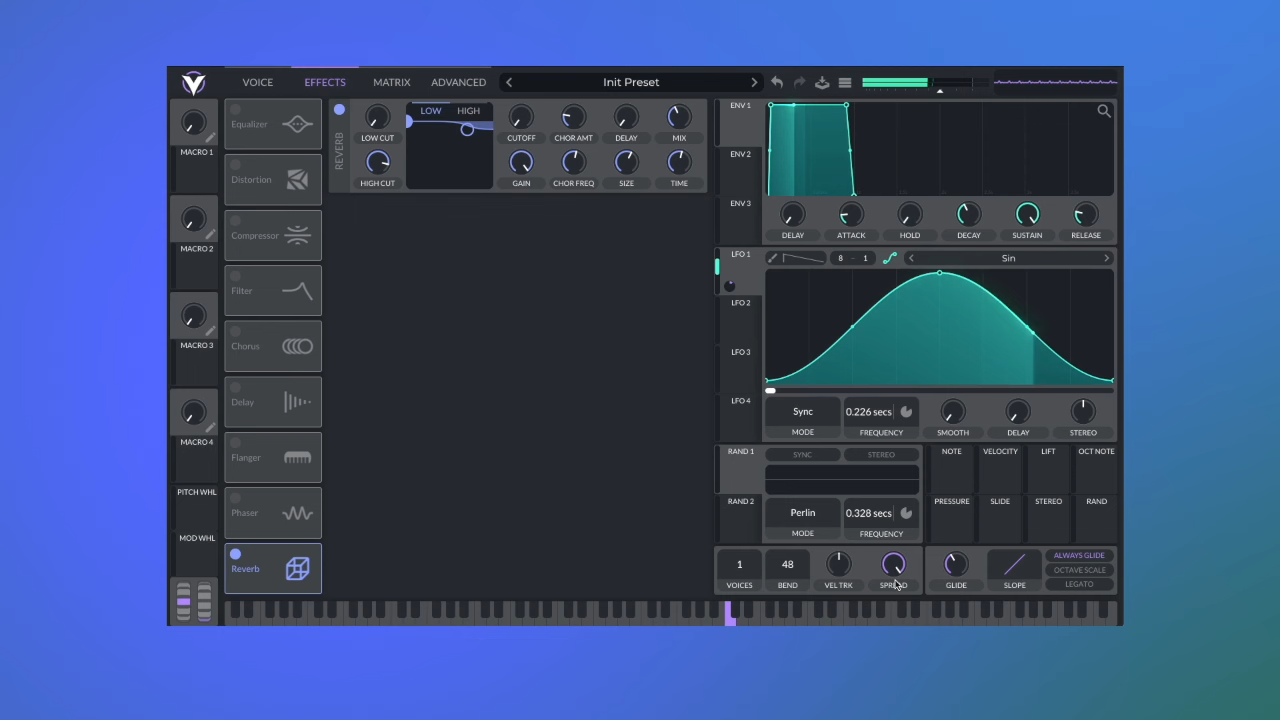 VOICE EFFECTS MATRIX ADVANCED Init Preset
MACRO 1
MACRO 2
MACRO 3
MACRO 4
PITCH WHL
MOD WHL
Equalizer
Distortion
Compressor
Filter
Chorus
Delay
Flanger
Phaser
Reverb
REVERB
LOW CUT LOW HIGH CUTOFF CHOR AMT DELAY MIX
HIGH CUT GAIN CHOR FREQ SIZE TIME
ENV 1
ENV 2
ENV 3
DELAY ATTACK HOLD DECAY SUSTAIN RELEASE
LFO 1
LFO 2
LFO 3
LFO 4
8 - 1 Sin
Sync 0.226 secs
MODE FREQUENCY SMOOTH DELAY STEREO
RAND 1
RAND 2
SYNC STEREO
Perlin 0.328 secs
MODE FREQUENCY
NOTE VELOCITY LIFT OCT NOTE
PRESSURE SLIDE STEREO RAND
1 48
VOICES BEND VEL TRK SPREAD GLIDE SLOPE
ALWAYS GLIDE
OCTAVE SCALE
LEGATO